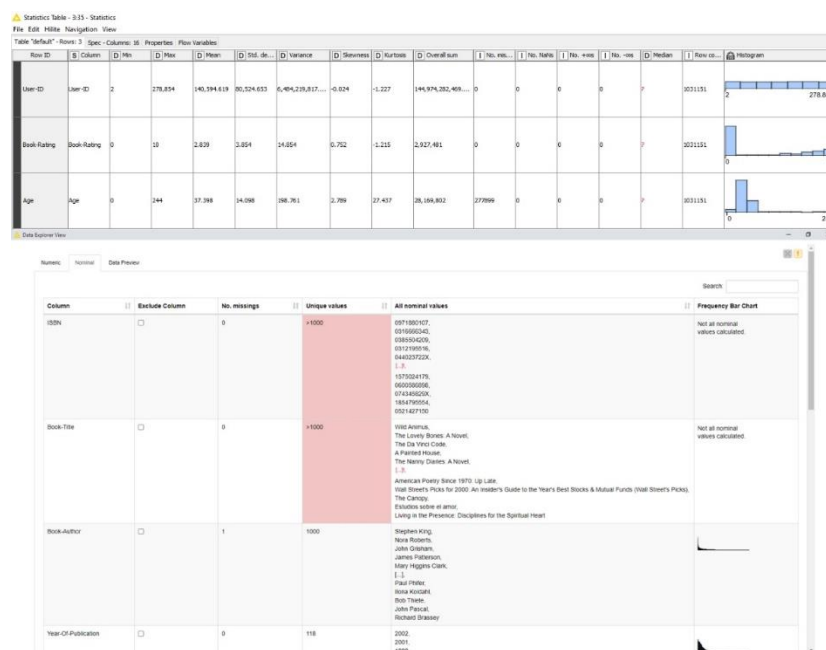 Statistics Table - 3:35 - Statistics
File Edit Hilite Navigation View
Table "default" - Rows: 3 Spec - Columns: 16 Properties Flow Variables
Row ID S Column D Min D Max D Mean D Std. de... D Variance D Skewness D Kurtosis D Overall sum I No. mis... I No. NaNs I No. +∞s I No. -∞s D Median I Row co... Histogram
User-ID User-ID 2 278,854 140,594.619 80,524.653 6,484,219,817.... -0.024 -1.227 144,974,282,469.... 0 0 0 0 ? 1031151
2 278.8
Book-Rating Book-Rating 0 10 2.839 3.854 14.854 0.752 -1.215 2,927,481 0 0 0 0 ? 1031151
0
Age Age 0 244 37.398 14.098 198.761 2.789 27.437 28,169,802 277899 0 0 0 ? 1031151
0 2
Data Explorer View
Numeric Nominal Data Preview
Search:
Column Exclude Column No. missings Unique values All nominal values Frequency Bar Chart
ISBN 0 >1000 0971880107, Not all nominal
0316666343, values calculated.
0385504209,
0312195516,
044023722X,
[...],
1575024179,
074345829X,
1884795554,
0521427150
Book-Title 0 >1000 Wild Animus, Not all nominal
The Lovely Bones: A Novel, values calculated.
The Da Vinci Code,
A Painted House,
The Nanny Diaries: A Novel,
[...],
American Poetry Since 1970: Up Late,
Wall Street's Picks for 2000: An Insider's Guide to the Year's Best Stocks & Mutual Funds (Wall Street's Picks),
The Canopy,
Estudios sobre el amor,
Living in the Presence: Disciplines for the Spiritual Heart
Book-Author 1 1000 Stephen King,
Nora Roberts,
John Grisham,
James Patterson,
Mary Higgins Clark,
[...],
Paul Phifer,
Ilona Koidahl,
Bob Thiele,
John Pascal,
Richard Brassey
Year-Of-Publication 0 118 2002,
2001,